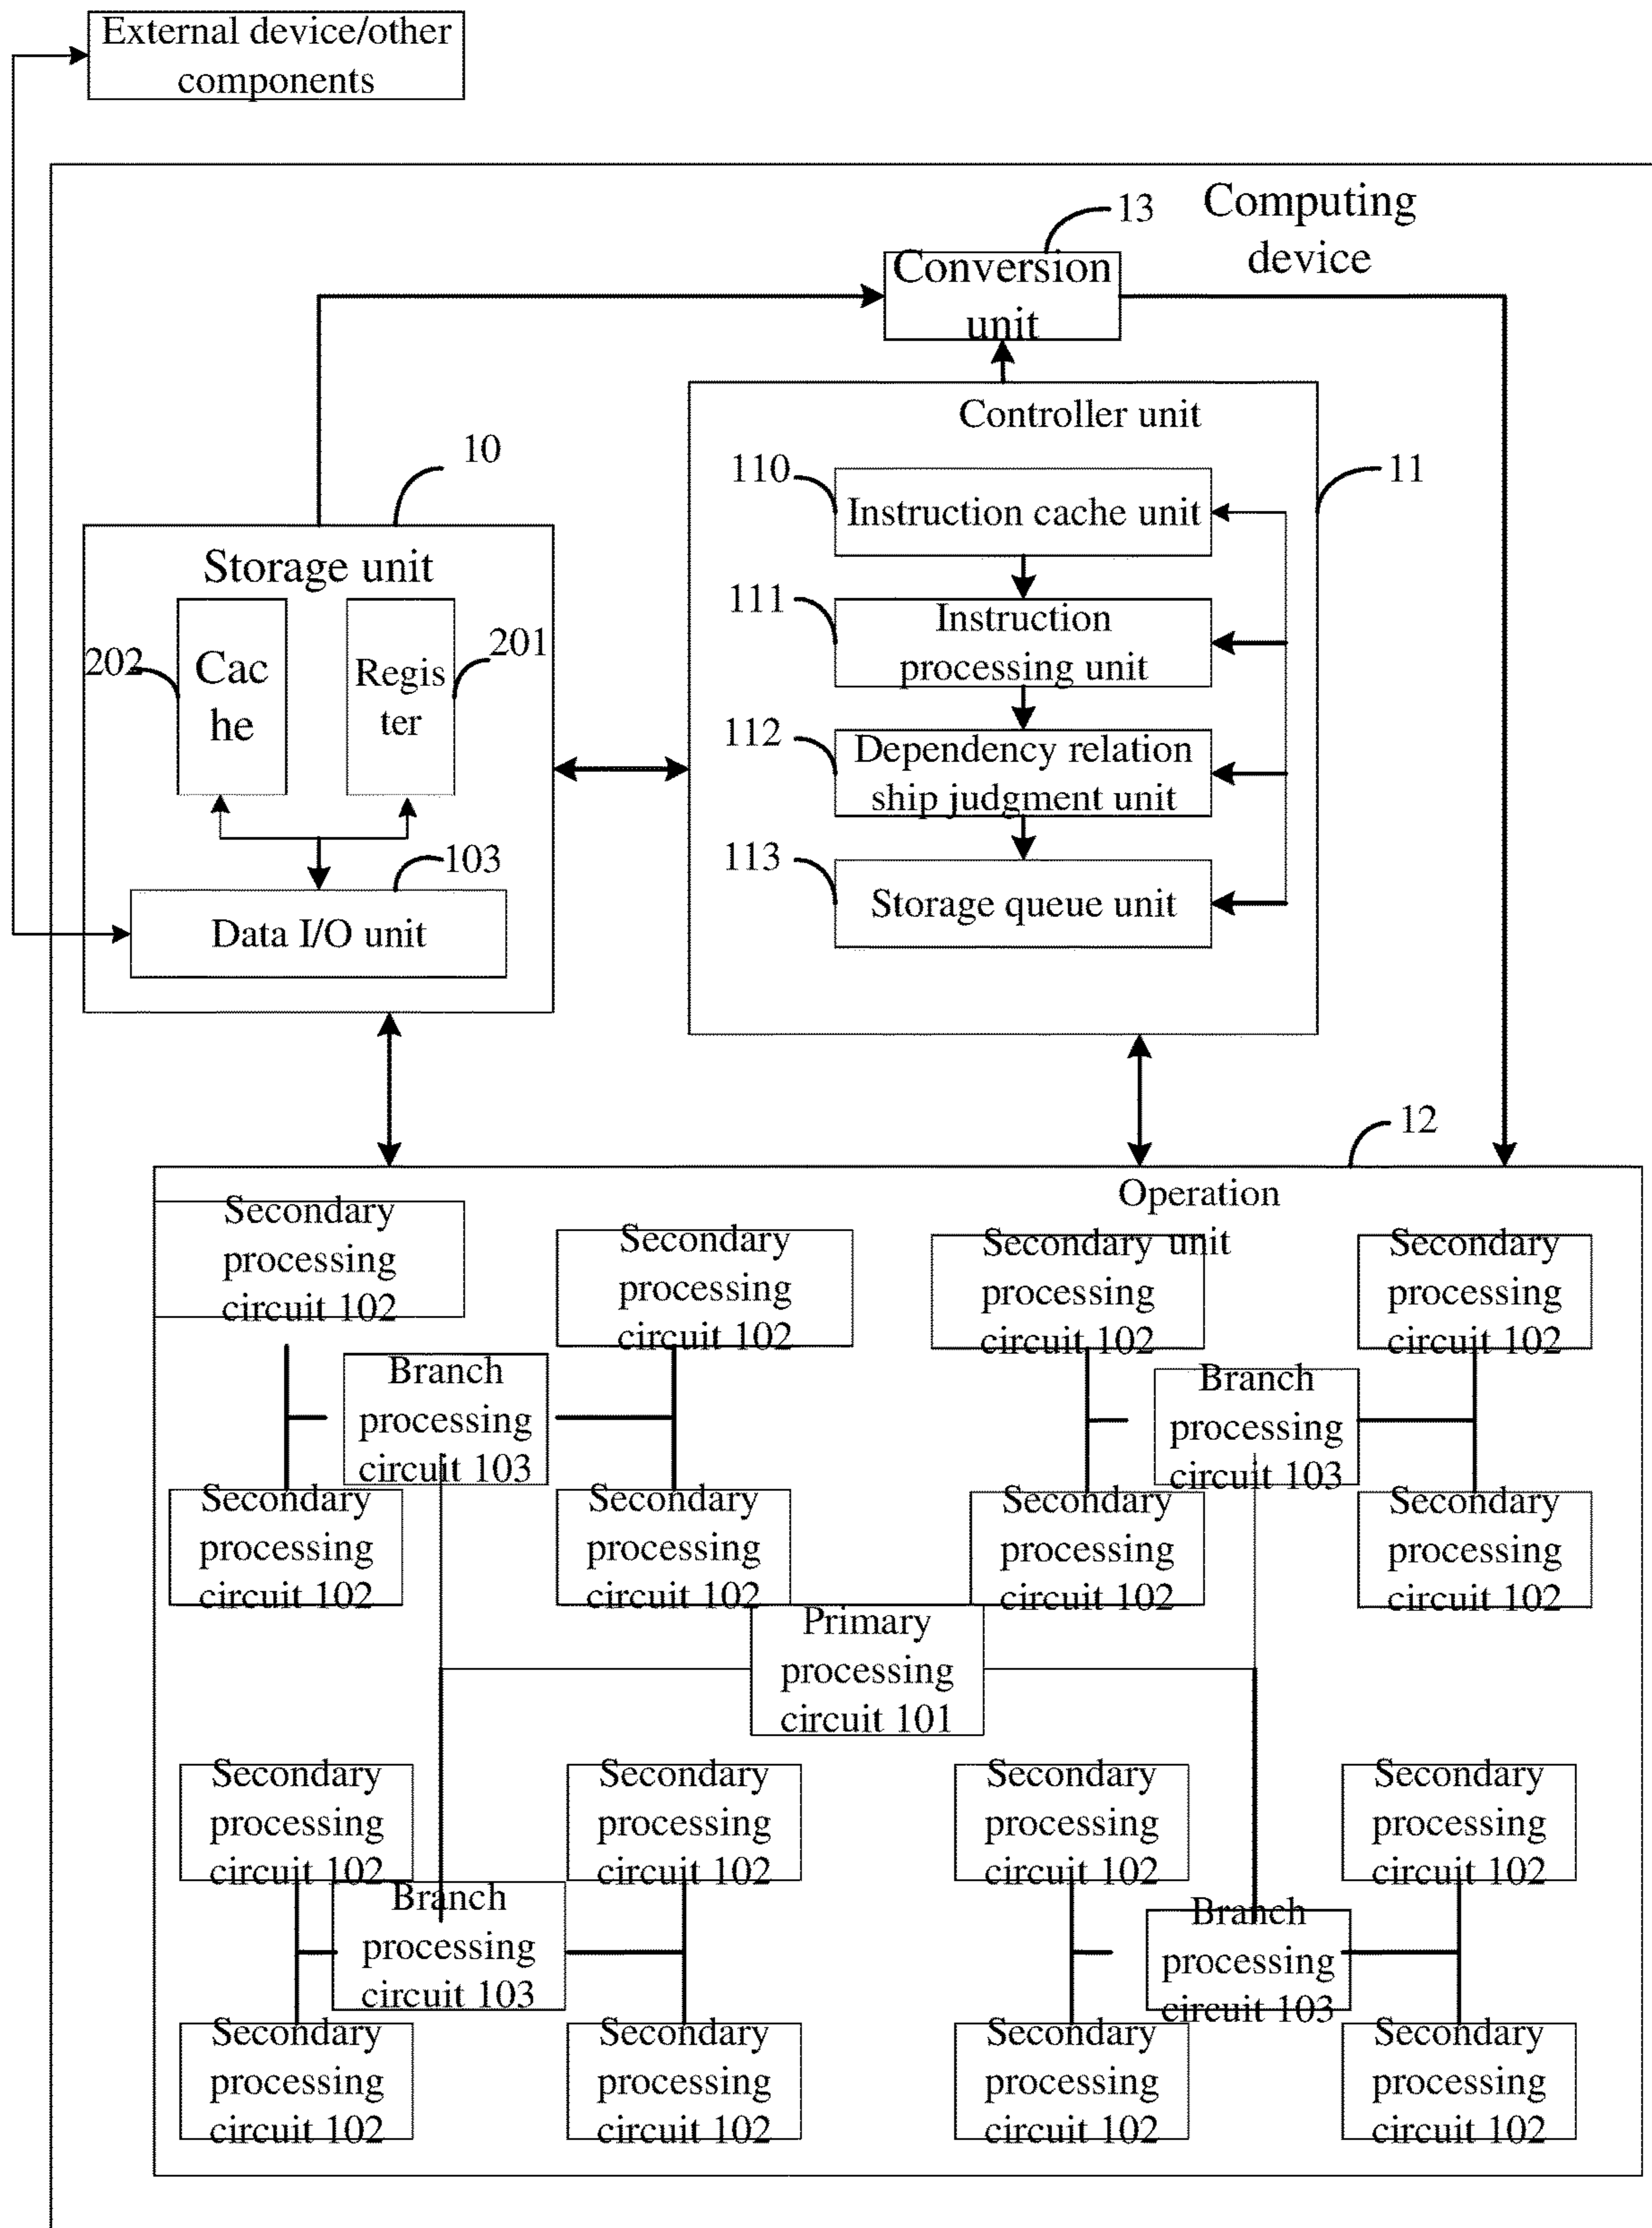 External device/other
components
13
Computing
device
Conversion
unit
Controller unit
10
110
11
Instruction cache unit
Storage unit
111
Instruction
processing unit
202
Cac
he
Regis
ter
201
112
Dependency relation
ship judgment unit
103
113
Storage queue unit
Data I/O unit
12
Operation
unit
Secondary
processing
circuit 102
Secondary
processing
circuit 102
Secondary
processing
circuit 102
Secondary
processing
circuit 102
Branch
processing
circuit 103
Branch
processing
circuit 103
Secondary
processing
circuit 102
Secondary
processing
circuit 102
Secondary
processing
circuit 102
Secondary
processing
circuit 102
Primary
processing
circuit 101
Secondary
processing
circuit 102
Secondary
processing
circuit 102
Secondary
processing
circuit 102
Secondary
processing
circuit 102
Branch
processing
circuit 103
Branch
processing
circuit 103
Secondary
processing
circuit 102
Secondary
processing
circuit 102
Secondary
processing
circuit 102
Secondary
processing
circuit 102